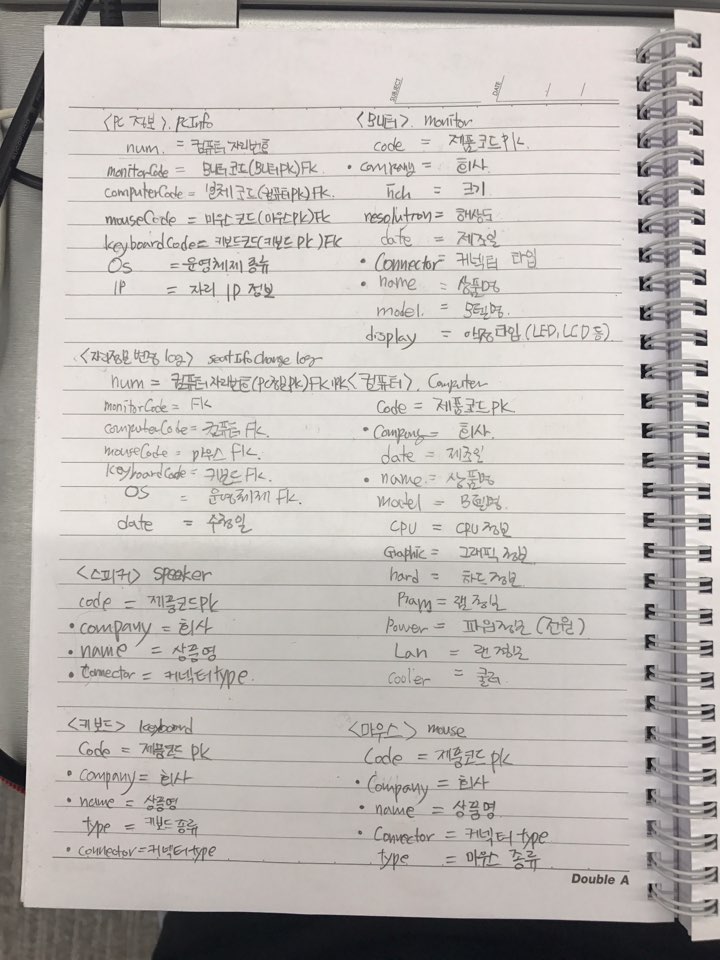 SUBJECT
DATE / /
<PC 정보>. pcInfo
num. = 컴퓨터 자리번호
monitorCode = 모니터코드(모니터pk)Fk
computerCode = 본체코드(컴퓨터pk)Fk.
mouseCode = 마우스코드(마우스pk)Fk
keyboardCode = 키보드코드(키보드 pk)Fk
OS = 운영체제 종류
IP = 자리 IP 정보
<자리정보 변경 log> seatInfoChange log
num = 컴퓨터 자리번호(PC정보pk)Fk
monitorCode = Fk
computerCode = 컴퓨터 Fk.
mouseCode = 마우스 Fk.
keyboardCode = 키보드 Fk.
OS = 운영체제 Fk.
date = 수정일
<스피커> speaker
code = 제품코드pk
• company = 회사
• name = 상품명
• connector = 커넥터type.
<키보드> keyboard
Code = 제품코드 pk
• Company = 회사
• name = 상품명
type = 키보드 종류
• connector = 커넥터type
<모니터>. monitor
code = 제품코드pk.
• company = 회사
inch = 크기
resolution = 해상도
date = 제조일
• Connector = 커넥터 타입
• name = 상품명
model. = 모델명.
display = 액정타입(LED, LCD 등).
<컴퓨터>. Computer
Code = 제품코드pk.
• Company = 회사.
date = 제조일
• name = 상품명
Model = 모델명.
CPU = CPU 정보
Graphic = 그래픽 정보
hard = 하드 정보
Ram = 램 정보
Power = 파워정보 (전원)
Lan = 랜 정보
Cooler = 쿨러.
<마우스> mouse
Code = 제품코드 pk
• Company = 회사
• name = 상품명.
• Connector = 커넥터 type
type = 마우스 종류
Double A